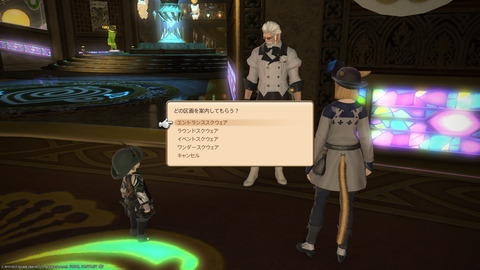 どの区画を案内してもらう？
エントランススクウェア
ラウンドスクウェア
イベントスクウェア
ワンダースクウェア
キャンセル